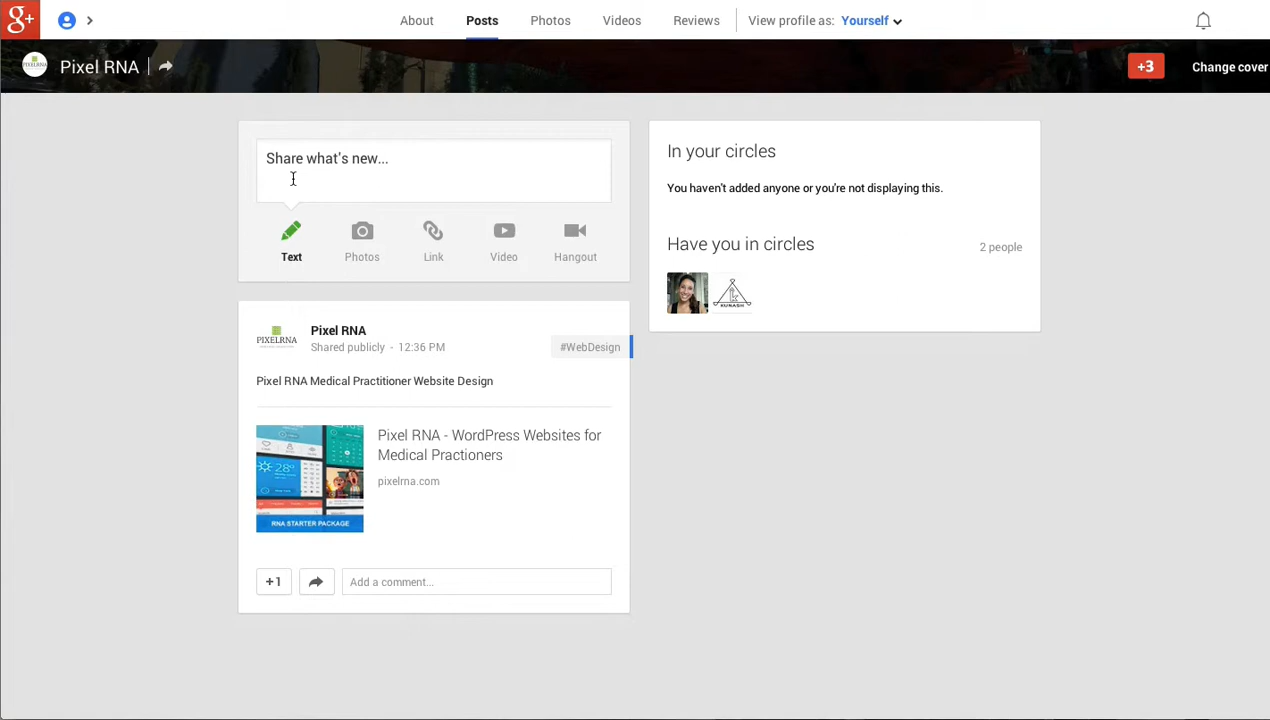 g+
About
Posts
Photos
Videos
Reviews
View profile as: Yourself
Pixel RNA
+3
Change cover
Share what's new...
Text
Photos
Link
Video
Hangout
In your circles
You haven't added anyone or you're not displaying this.
Have you in circles
2 people
KUNASH
PIXELRNA
Pixel RNA
Shared publicly - 12:36 PM
#WebDesign
Pixel RNA Medical Practitioner Website Design
28°
RNA STARTER PACKAGE
Pixel RNA - WordPress Websites for
Medical Practioners
pixelrna.com
+1
Add a comment...